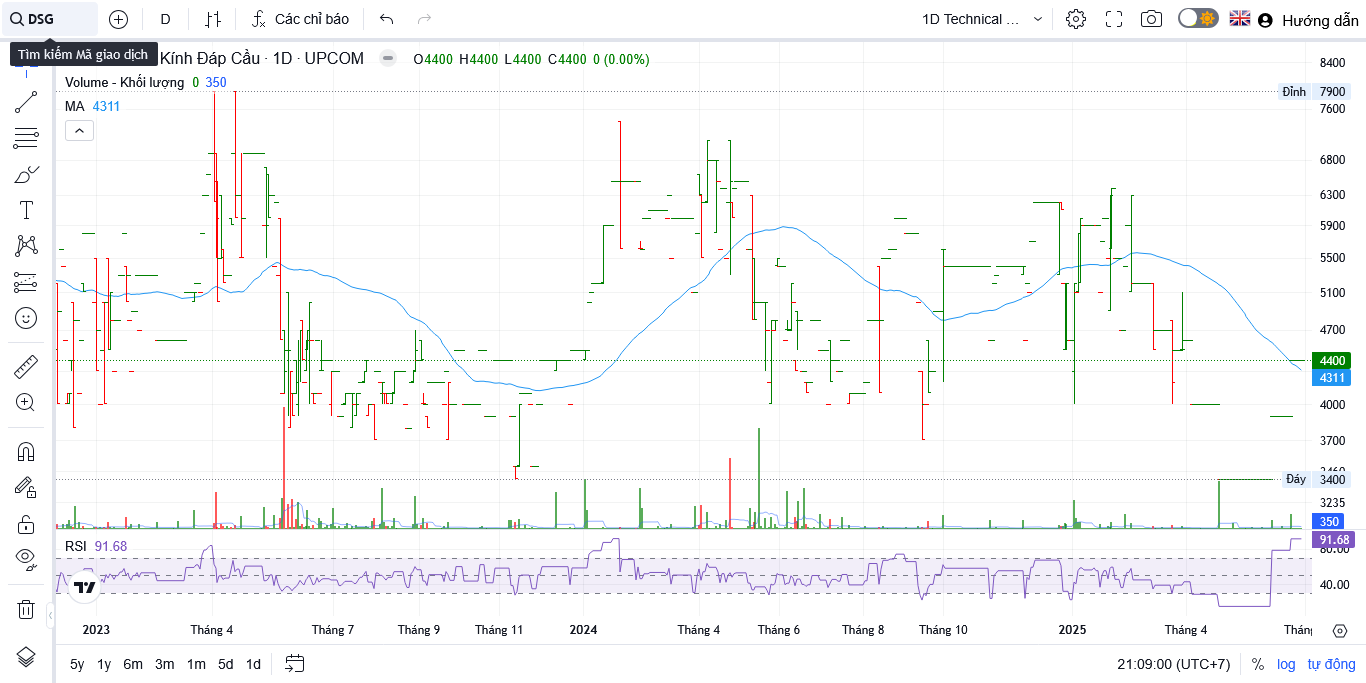 DSG
D
Các chỉ báo
1D Technical ...
Hướng dẫn
Tìm kiếm Mã giao dịch
Kính Đáp Cầu · 1D · UPCOM
O4400 H4400 L4400 C4400 0 (0.00%)
Volume - Khối lượng 0 350
MA 4311
8400
Đỉnh 7900
7600
6800
6300
5900
5500
5100
4700
4400
4311
4000
3700
3460
Đáy 3400
3235
350
RSI 91.68
91.68
80.00
40.00
2023 Tháng 4 Tháng 7 Tháng 9 Tháng 11 2024 Tháng 4 Tháng 6 Tháng 8 Tháng 10 2025 Tháng 4 Thán
5y 1y 6m 3m 1m 5d 1d
21:09:00 (UTC+7) % log tự động